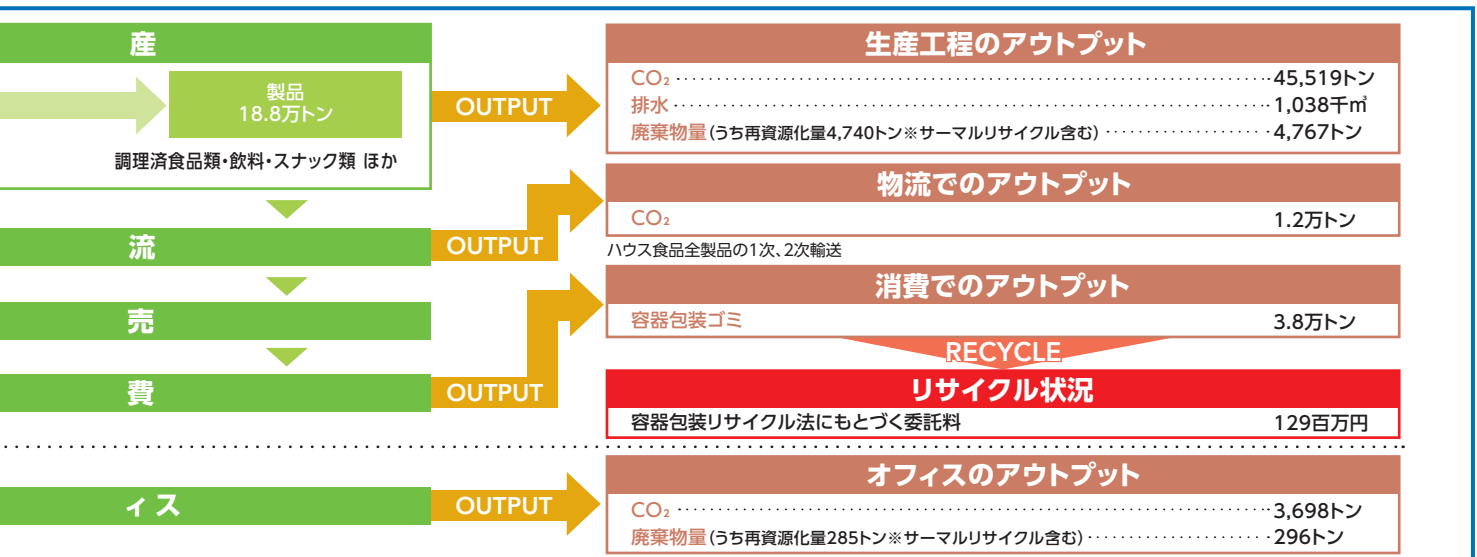 産
製品
18.8万トン
調理済食品類・飲料・スナック類 ほか
OUTPUT
生産工程のアウトプット
CO₂ 45,519トン
排水 1,038千㎥
廃棄物量(うち再資源化量4,740トン※サーマルリサイクル含む) 4,767トン
流
OUTPUT
物流でのアウトプット
CO₂ 1.2万トン
ハウス食品全製品の1次、2次輸送
売
消費でのアウトプット
容器包装ゴミ 3.8万トン
RECYCLE
費
OUTPUT
リサイクル状況
容器包装リサイクル法にもとづく委託料 129百万円
ィス
OUTPUT
オフィスのアウトプット
CO₂ 3,698トン
廃棄物量(うち再資源化量285トン※サーマルリサイクル含む) 296トン